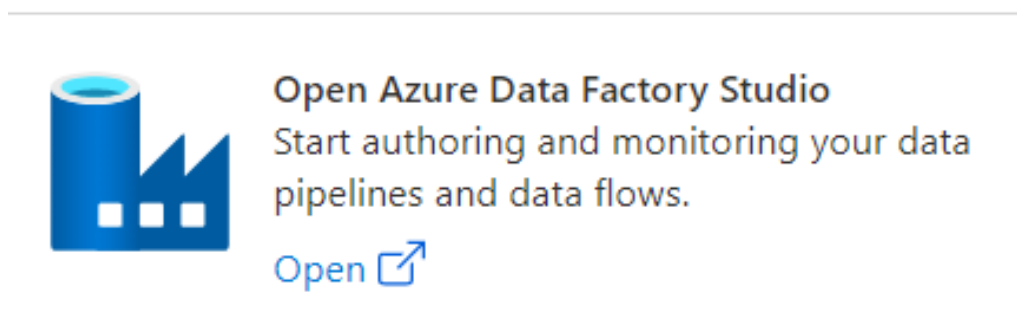 Open Azure Data Factory Studio
Start authoring and monitoring your data
pipelines and data flows.
Open